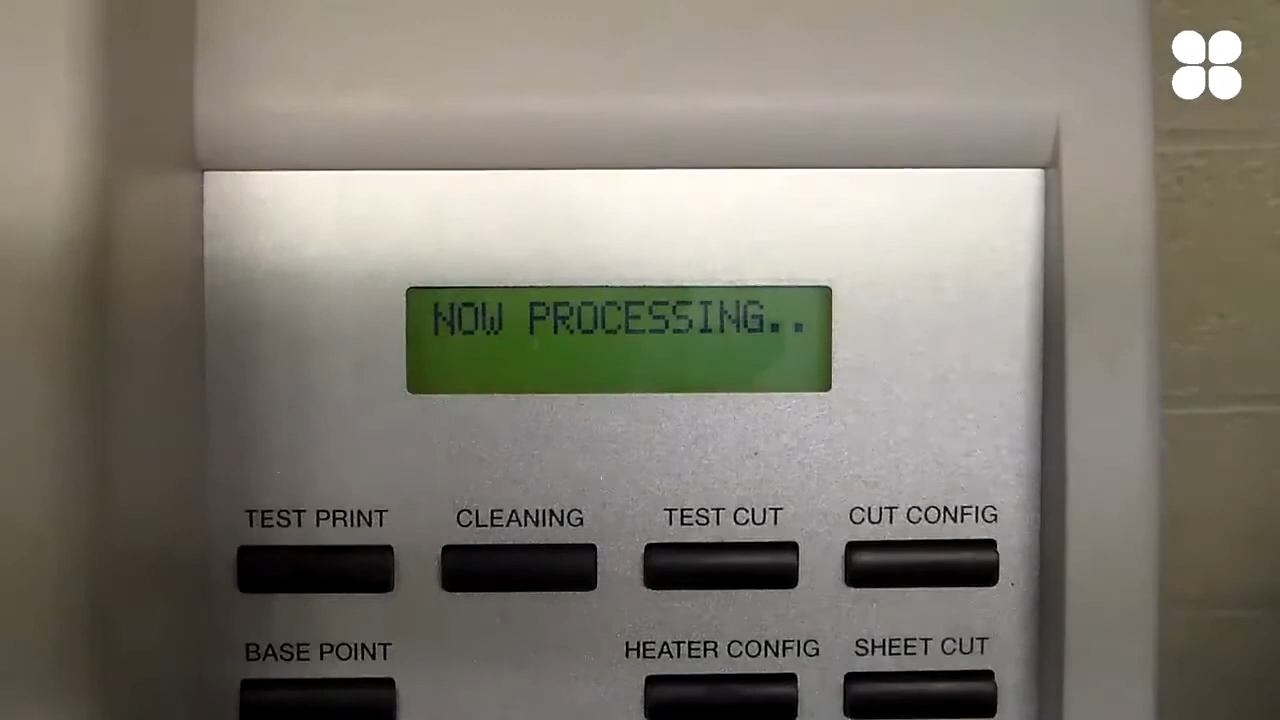 NOW PROCESSING..
TEST PRINT CLEANING TEST CUT CUT CONFIG
BASE POINT HEATER CONFIG SHEET CUT